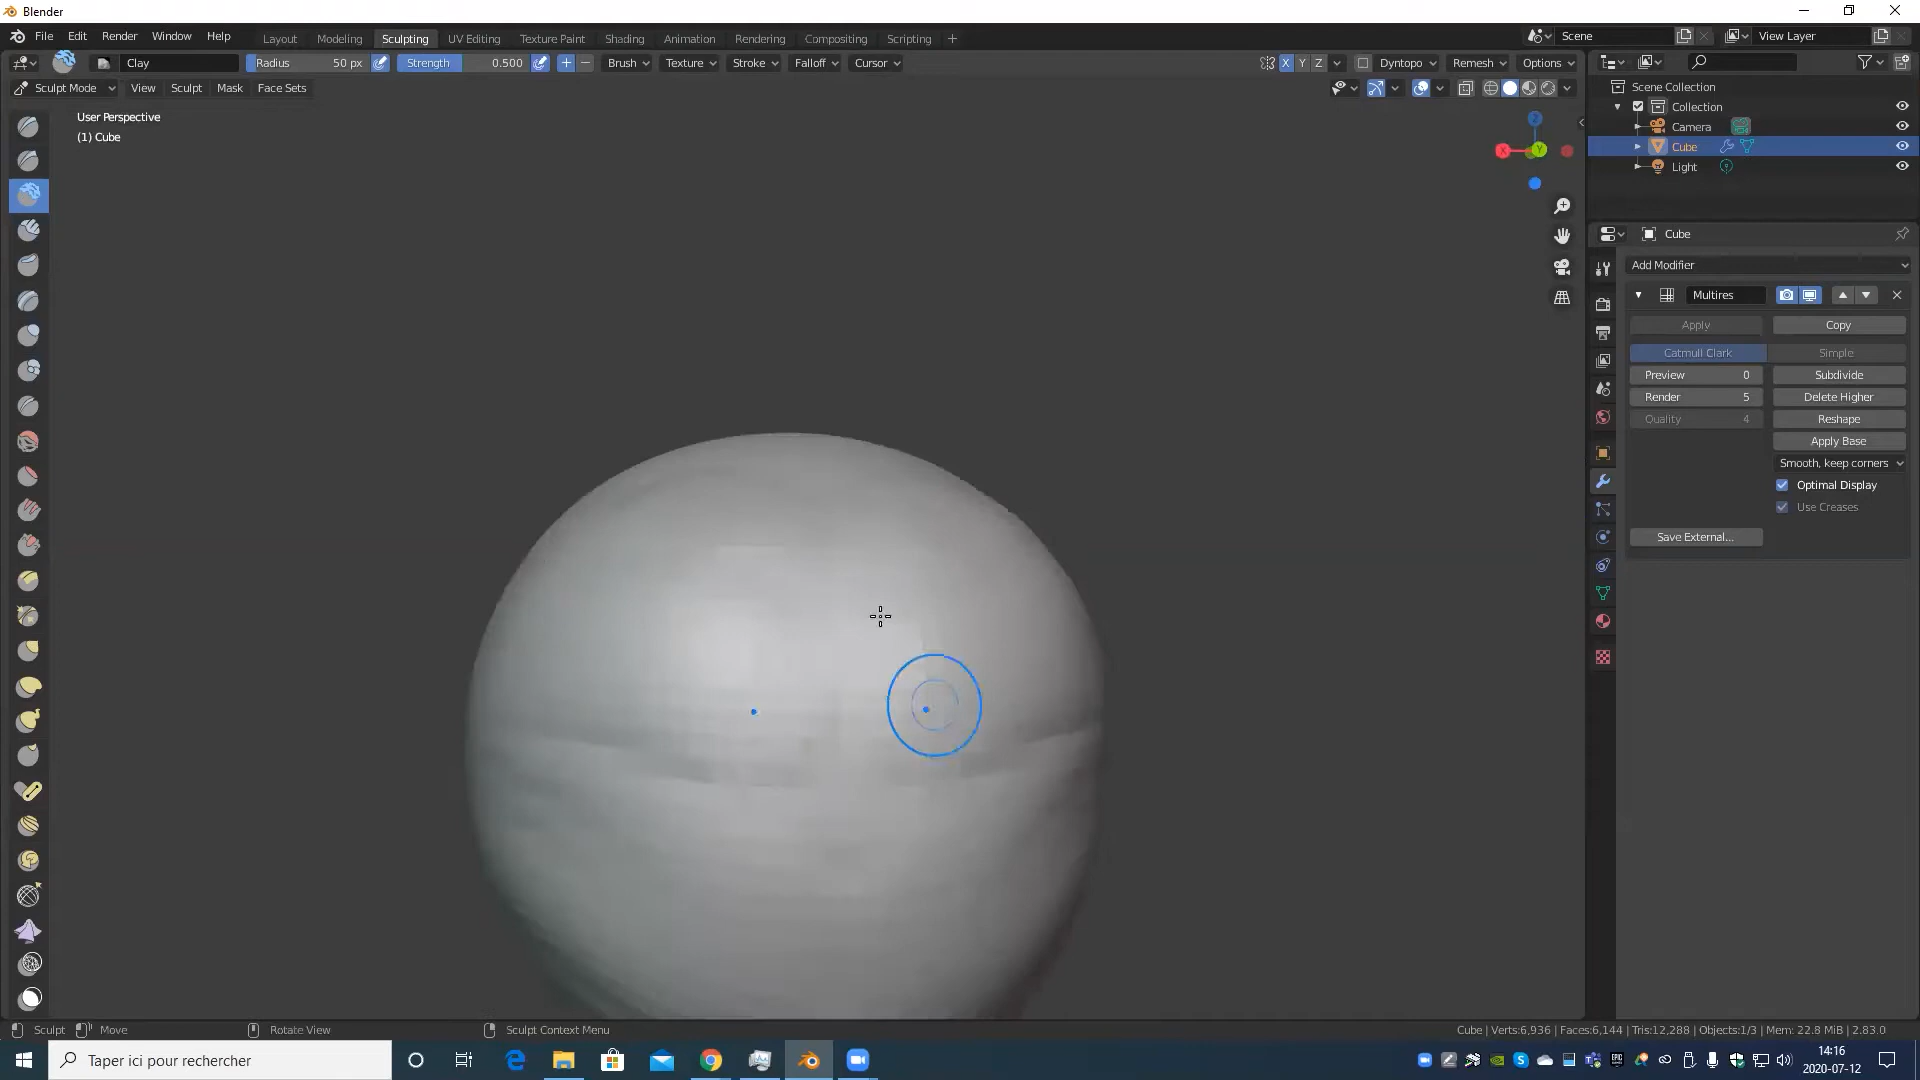 Blender
File Edit Render Window Help Layout Modeling Sculpting UV Editing Texture Paint Shading Animation Rendering Compositing Scripting + Scene View Layer
Clay Radius 50 px Strength 0.500 + − Brush Texture Stroke Falloff Cursor X Y Z Dyntopo Remesh Options
Sculpt Mode View Sculpt Mask Face Sets
User Perspective
(1) Cube
Z
X Y
Scene Collection
Collection
Camera
Cube
Light
Cube
Add Modifier
Multires
Apply Copy
Catmull Clark Simple
Preview 0 Subdivide
Render 5 Delete Higher
Quality 4 Reshape
Apply Base
Smooth, keep corners
Optimal Display
Use Creases
Save External...
Sculpt Move Rotate View Sculpt Context Menu Cube | Verts:6,936 | Faces:6,144 | Tris:12,288 | Objects:1/3 | Mem: 22.8 MiB | 2.83.0
Taper ici pour rechercher
14:16
2020-07-12